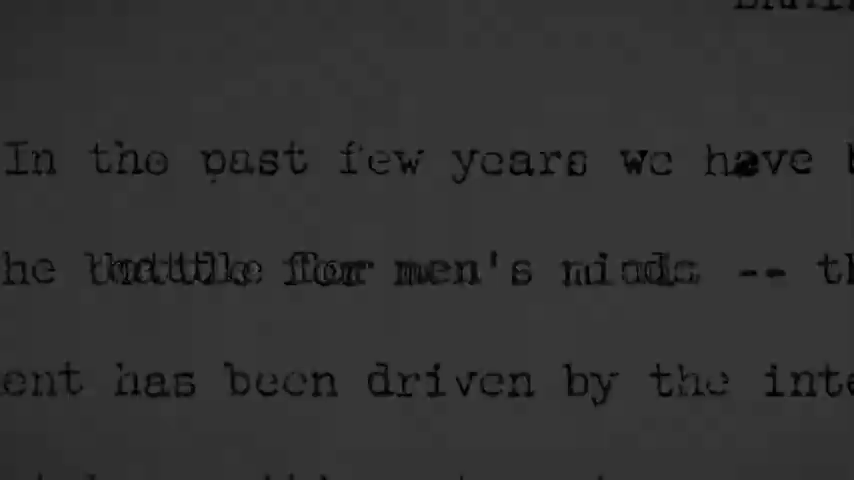 In the past few years we have
he battle for men's minds -- th
ent has been driven by the inte